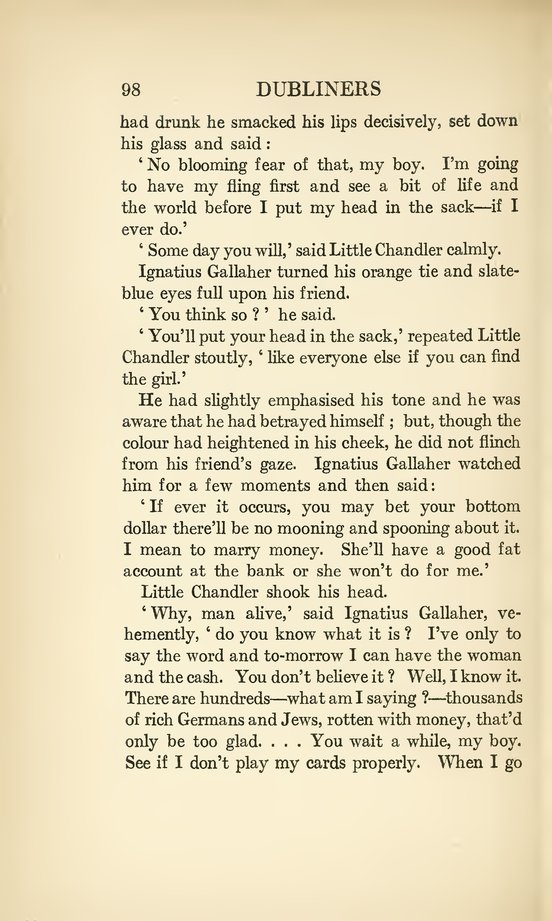 98 DUBLINERS
had drunk he smacked his lips decisively, set down
his glass and said :
‘ No blooming fear of that, my boy. I’m going
to have my fling first and see a bit of life and
the world before I put my head in the sack—if I
ever do.’
‘ Some day you will,’ said Little Chandler calmly.
Ignatius Gallaher turned his orange tie and slate-
blue eyes full upon his friend.
‘ You think so ? ’ he said.
‘ You’ll put your head in the sack,’ repeated Little
Chandler stoutly, ‘ like everyone else if you can find
the girl.’
He had slightly emphasised his tone and he was
aware that he had betrayed himself ; but, though the
colour had heightened in his cheek, he did not flinch
from his friend’s gaze. Ignatius Gallaher watched
him for a few moments and then said :
‘ If ever it occurs, you may bet your bottom
dollar there’ll be no mooning and spooning about it.
I mean to marry money. She’ll have a good fat
account at the bank or she won’t do for me.’
Little Chandler shook his head.
‘ Why, man alive,’ said Ignatius Gallaher, ve-
hemently, ‘ do you know what it is ? I’ve only to
say the word and to-morrow I can have the woman
and the cash. You don’t believe it ? Well, I know it.
There are hundreds—what am I saying ?—thousands
of rich Germans and Jews, rotten with money, that’d
only be too glad. . . . You wait a while, my boy.
See if I don’t play my cards properly. When I go